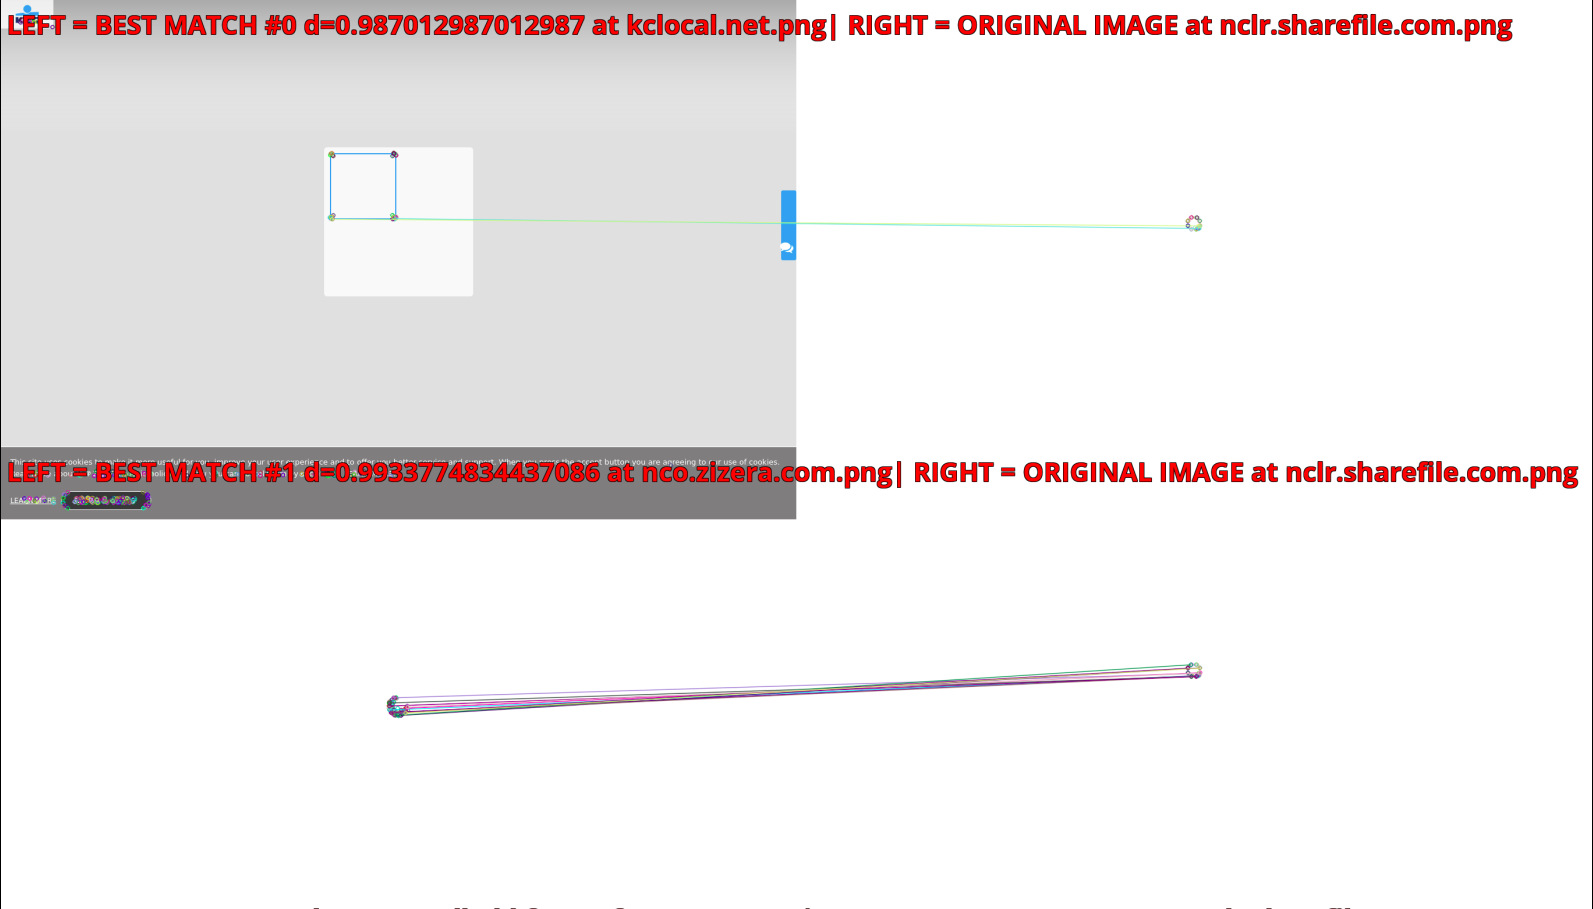 LEFT = BEST MATCH #0 d=0.987012987012987 at kclocal.net.png| RIGHT = ORIGINAL IMAGE at nclr.sharefile.com.png
This site uses cookies to make it more useful for you, improve your user experience and to offer you better service and support. When you press the accept button you are agreeing to our use of cookies.
LEFT = BEST MATCH #1 d=0.9933774834437086 at nco.zizera.com.png| RIGHT = ORIGINAL IMAGE at nclr.sharefile.com.png
LEARN MORE